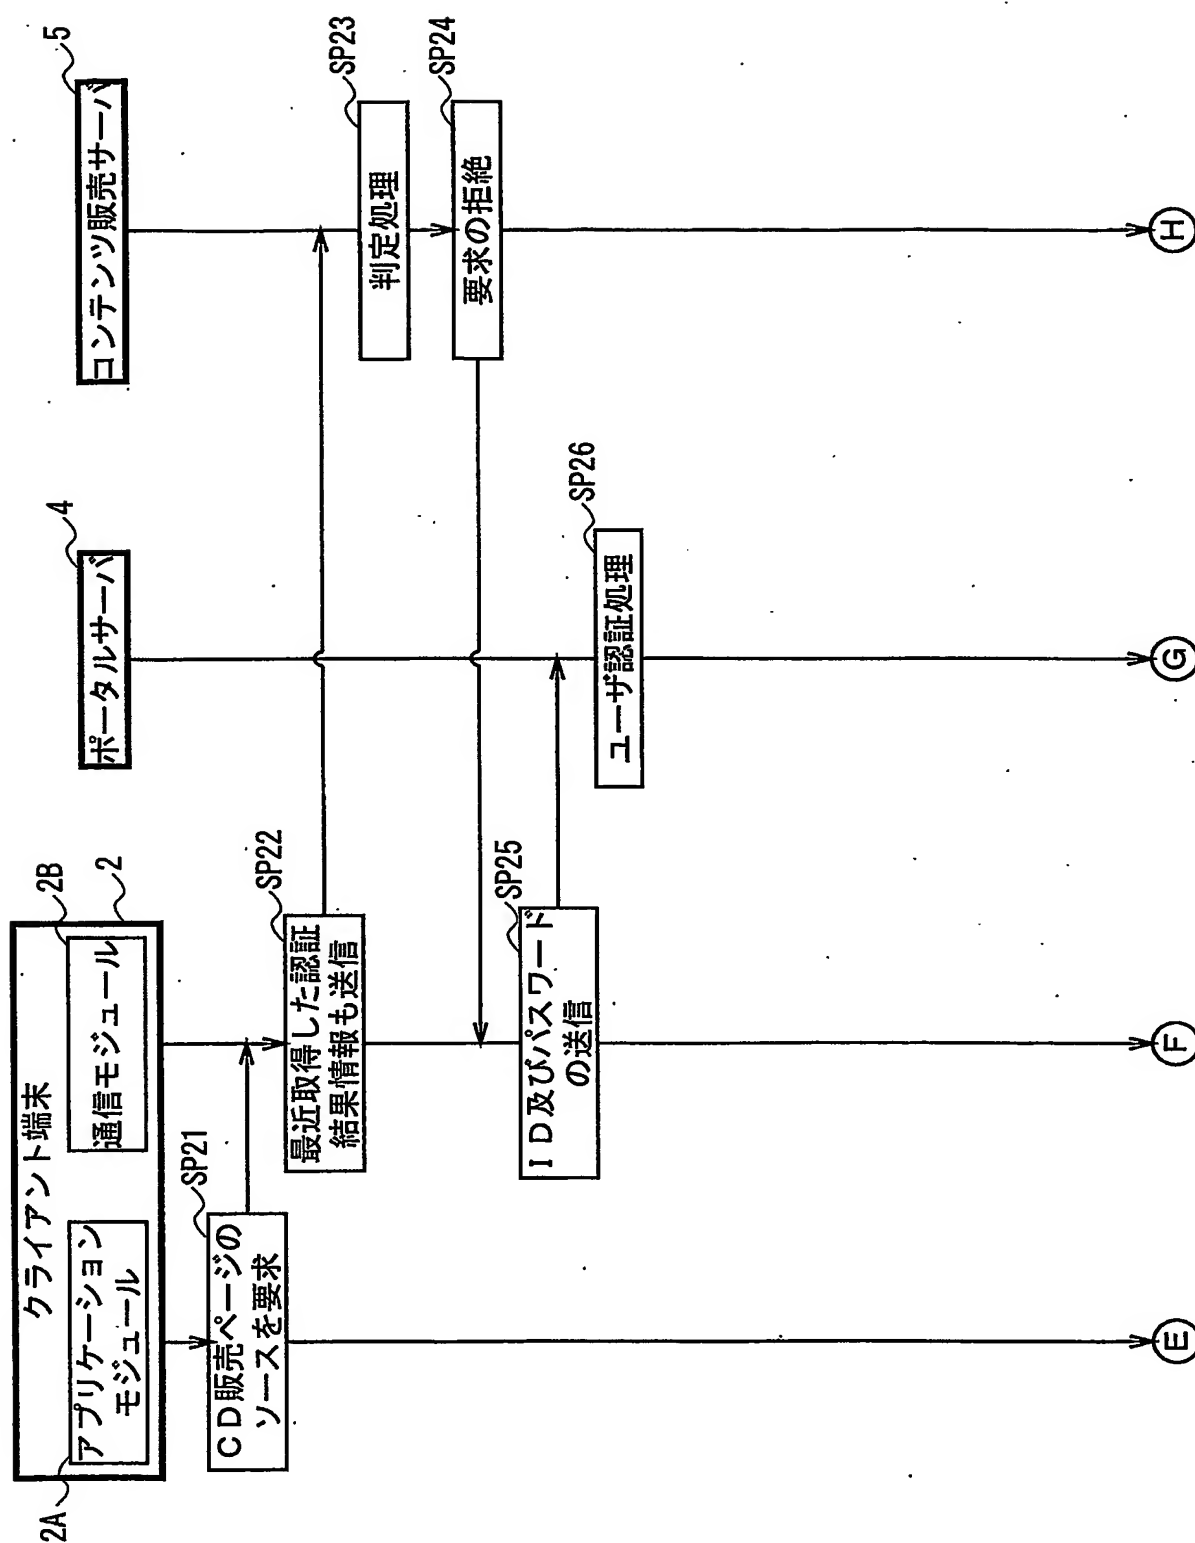 クライアント端末
2
アプリケーション
モジュール
2A
通信モジュール
2B
ポータルサーバ
4
コンテンツ販売サーバ
5
CD販売ページの
ソースを要求
SP21
最近取得した認証
結果情報も送信
SP22
判定処理
SP23
要求の拒絶
SP24
ID及びパスワード
の送信
SP25
ユーザ認証処理
SP26
E
F
G
H